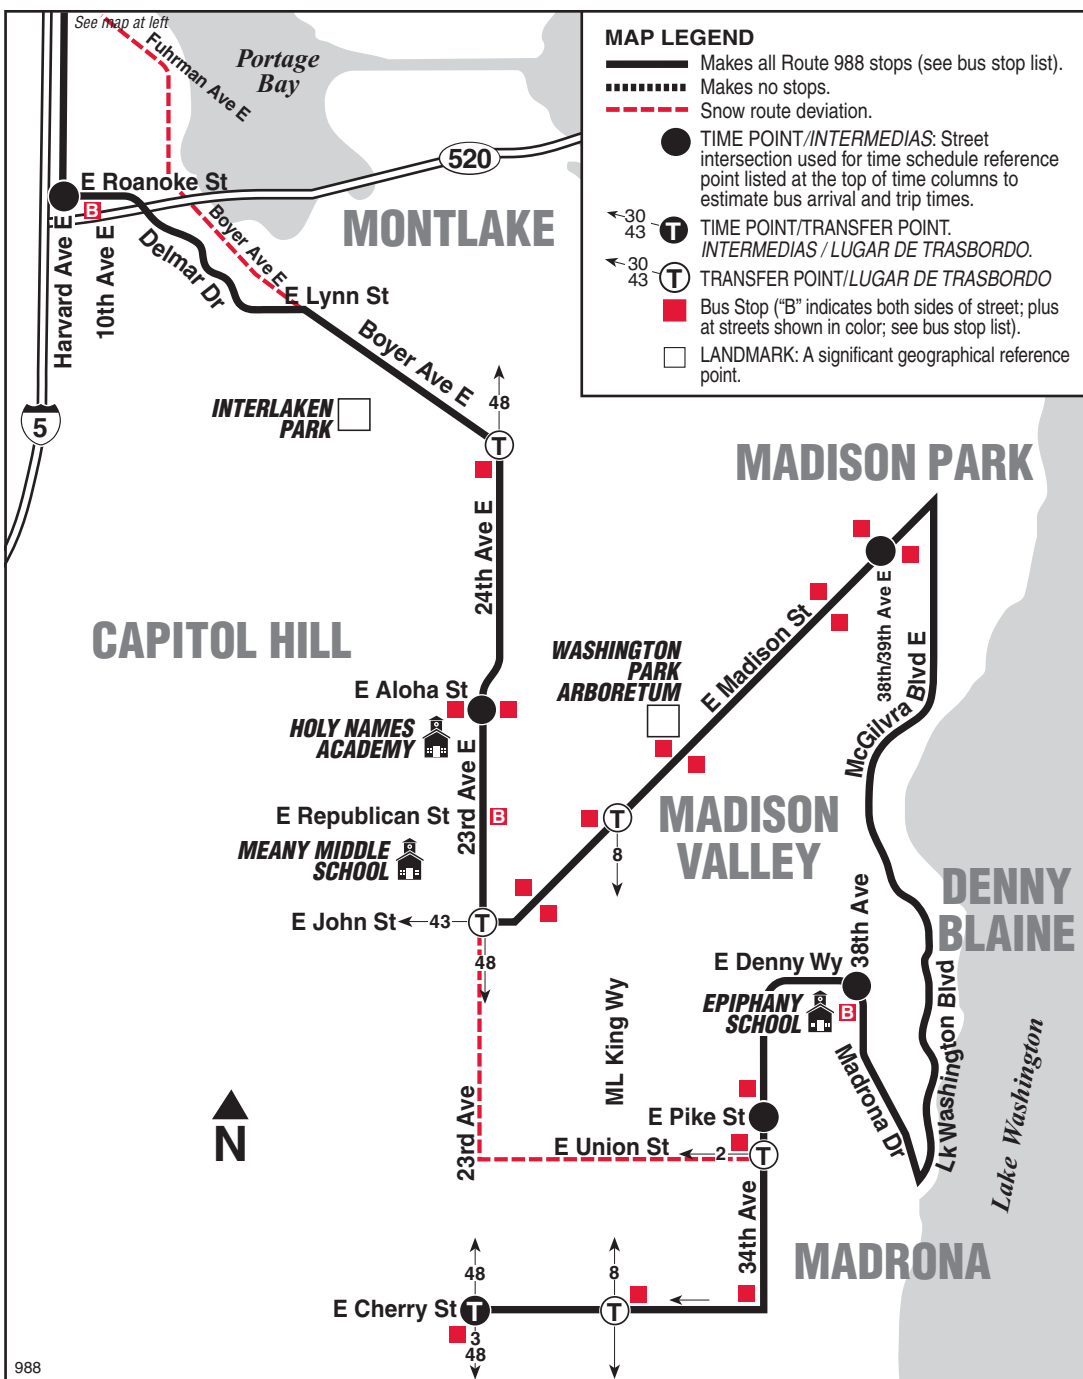 See map at left
Fuhrman Ave E
Portage
Bay
MAP LEGEND
Makes all Route 988 stops (see bus stop list).
Makes no stops.
Snow route deviation.
TIME POINT/INTERMEDIAS: Street
intersection used for time schedule reference
point listed at the top of time columns to
estimate bus arrival and trip times.
30
43
T
TIME POINT/TRANSFER POINT.
INTERMEDIAS / LUGAR DE TRASBORDO.
30
43
T
TRANSFER POINT/LUGAR DE TRASBORDO
Bus Stop ("B" indicates both sides of street; plus
at streets shown in color; see bus stop list).
LANDMARK: A significant geographical reference
point.
520
E Roanoke St
B
Harvard Ave E
10th Ave E
Delmar Dr
Boyer Ave E
MONTLAKE
E Lynn St
Boyer Ave E
5
INTERLAKEN
PARK
48
T
24th Ave E
MADISON PARK
38th/39th Ave E
CAPITOL HILL
WASHINGTON
PARK
ARBORETUM
E Madison St
McGilvra Blvd E
E Aloha St
HOLY NAMES
ACADEMY
23rd Ave E
E Republican St
B
MEANY MIDDLE
SCHOOL
T
8
MADISON
VALLEY
E John St
43
T
48
DENNY
BLAINE
38th Ave
E Denny Wy
EPIPHANY
SCHOOL
B
ML King Wy
Madrona Dr
Lk Washington Blvd
Lake Washington
N
23rd Ave
E Pike St
E Union St
2
T
34th Ave
MADRONA
48
8
E Cherry St
T
T
3
48
988